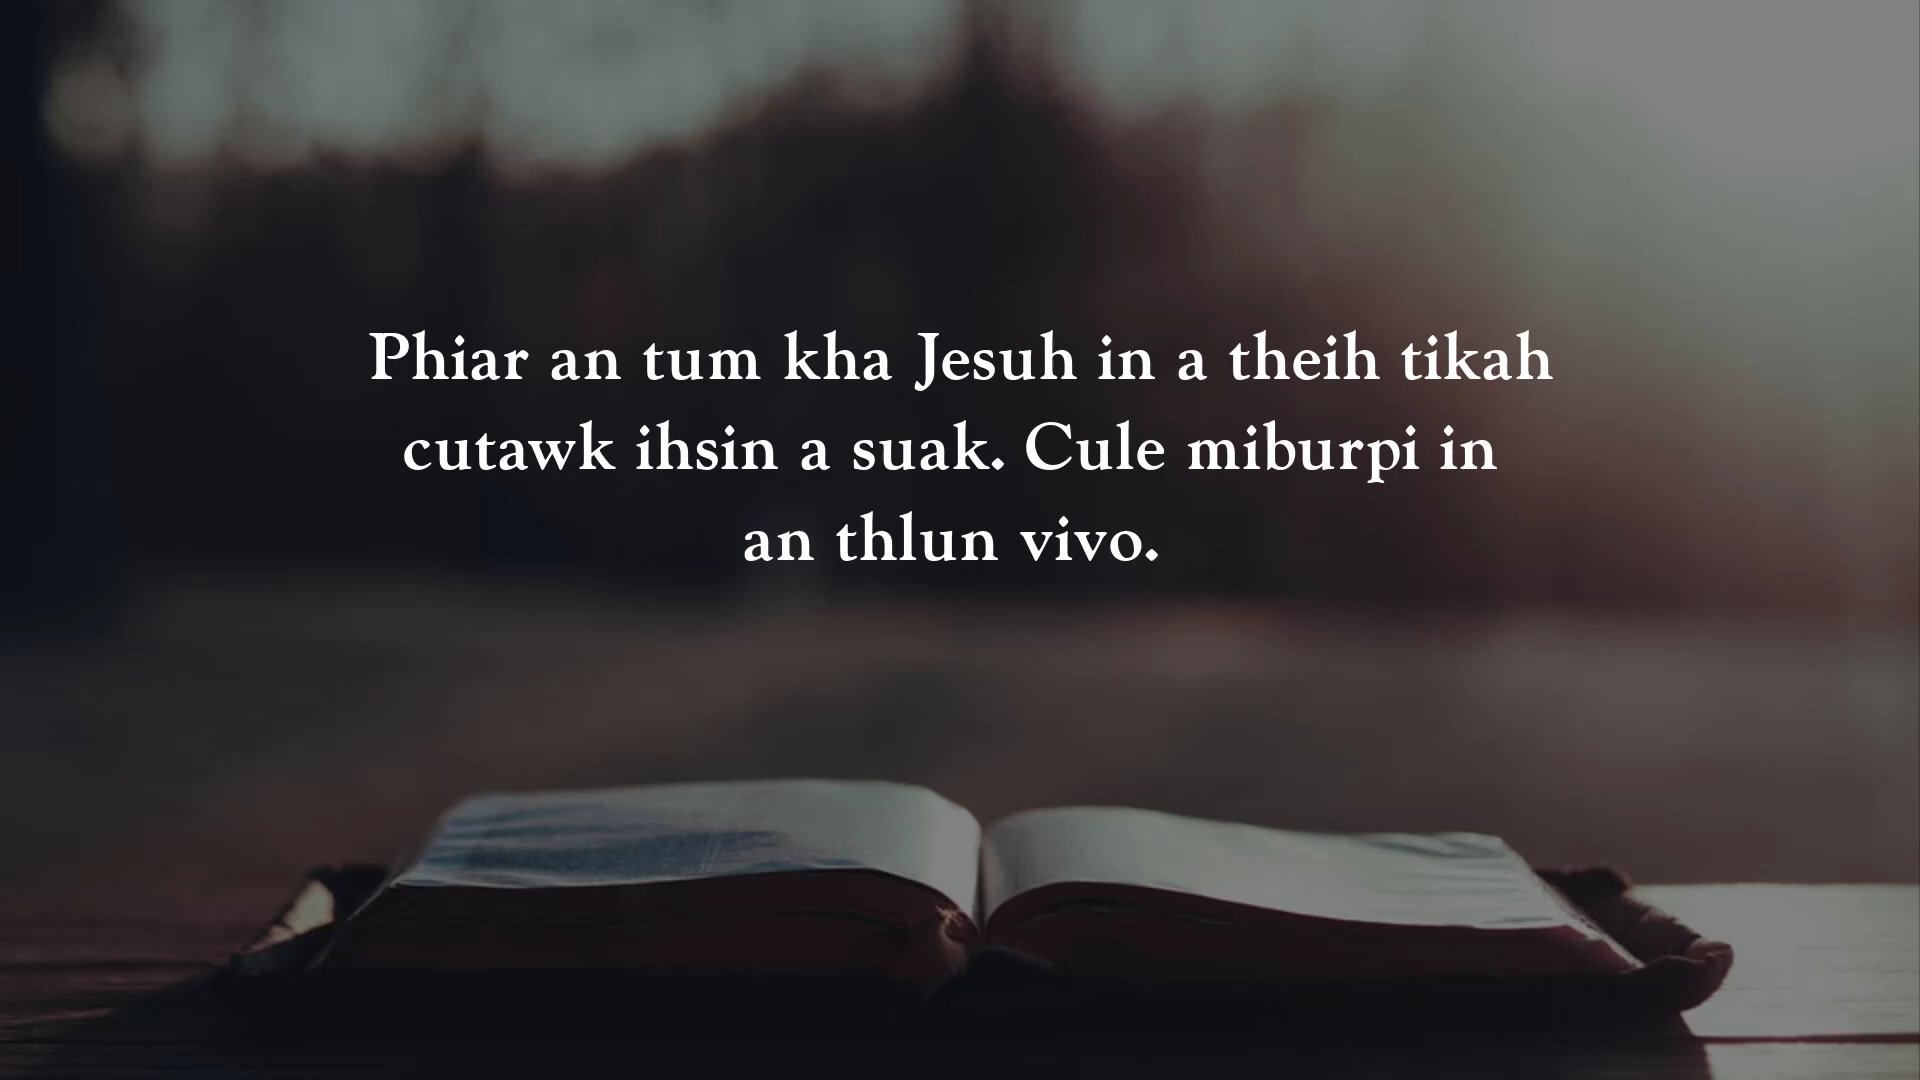 Phiar an tum kha Jesuh in a theih tikah
cutawk ihsin a suak. Cule miburpi in
an thlun vivo.